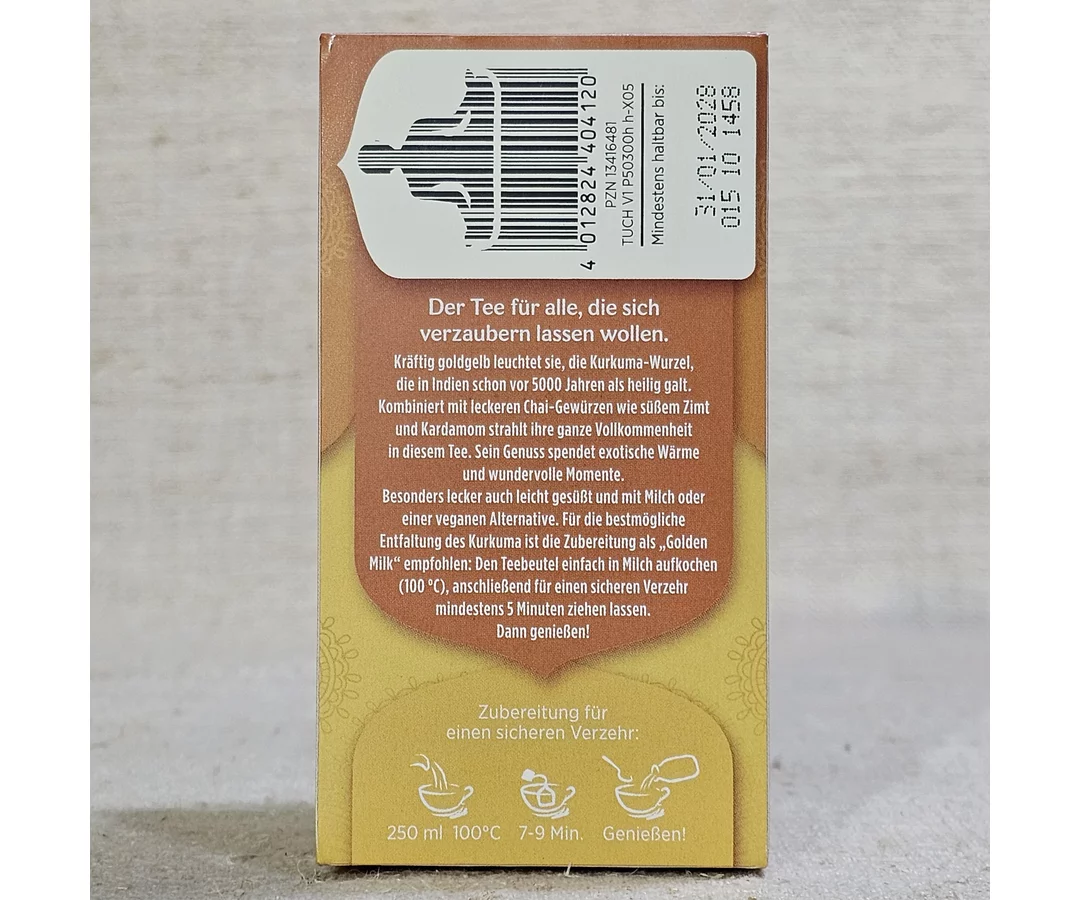 4 012824 404120
PZN 13416481
TUCH V1 P50300h h-X05
Mindestens haltbar bis:
31/01/2028
015 10 1458
Der Tee für alle, die sich
verzaubern lassen wollen.
Kräftig goldgelb leuchtet sie, die Kurkuma-Wurzel,
die in Indien schon vor 5000 Jahren als heilig galt.
Kombiniert mit leckeren Chai-Gewürzen wie süßem Zimt
und Kardamom strahlt ihre ganze Vollkommenheit
in diesem Tee. Sein Genuss spendet exotische Wärme
und wundervolle Momente.
Besonders lecker auch leicht gesüßt und mit Milch oder
einer veganen Alternative. Für die bestmögliche
Entfaltung des Kurkuma ist die Zubereitung als „Golden
Milk“ empfohlen: Den Teebeutel einfach in Milch aufkochen
(100 °C), anschließend für einen sicheren Verzehr
mindestens 5 Minuten ziehen lassen.
Dann genießen!
Zubereitung für
einen sicheren Verzehr:
250 ml 100°C 7-9 Min. Genießen!